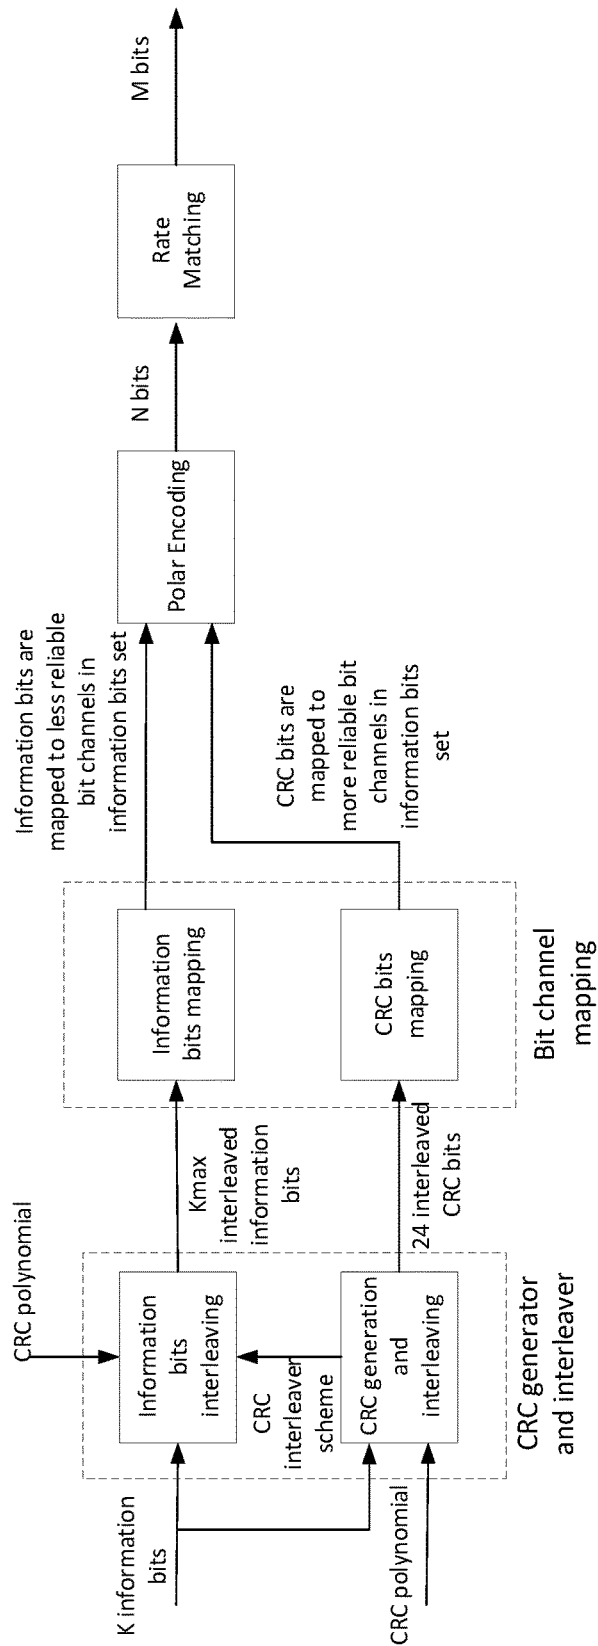 K information
bits
CRC polynomial
CRC polynomial
Information
bits
interleaving
CRC
interleaver
scheme
CRC generation
and
interleaving
CRC generator
and interleaver
Kmax
interleaved
information
bits
24 interleaved
CRC bits
Information
bits mapping
CRC bits
mapping
Bit channel
mapping
Information bits are
mapped to less reliable
bit channels in
information bits set
CRC bits are
mapped to
more reliable bit
channels in
information bits
set
Polar Encoding
N bits
Rate
Matching
M bits